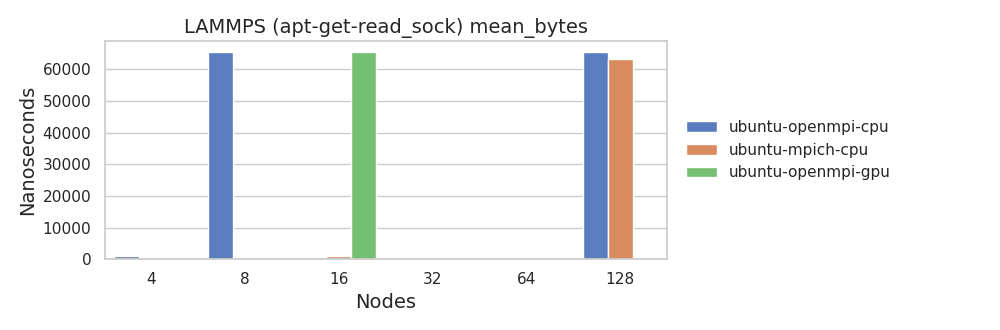 LAMMPS (apt-get-read_sock) mean_bytes
Nanoseconds
60000
50000
40000
30000
20000
10000
0
4 8 16 32 64 128
Nodes
ubuntu-openmpi-cpu
ubuntu-mpich-cpu
ubuntu-openmpi-gpu